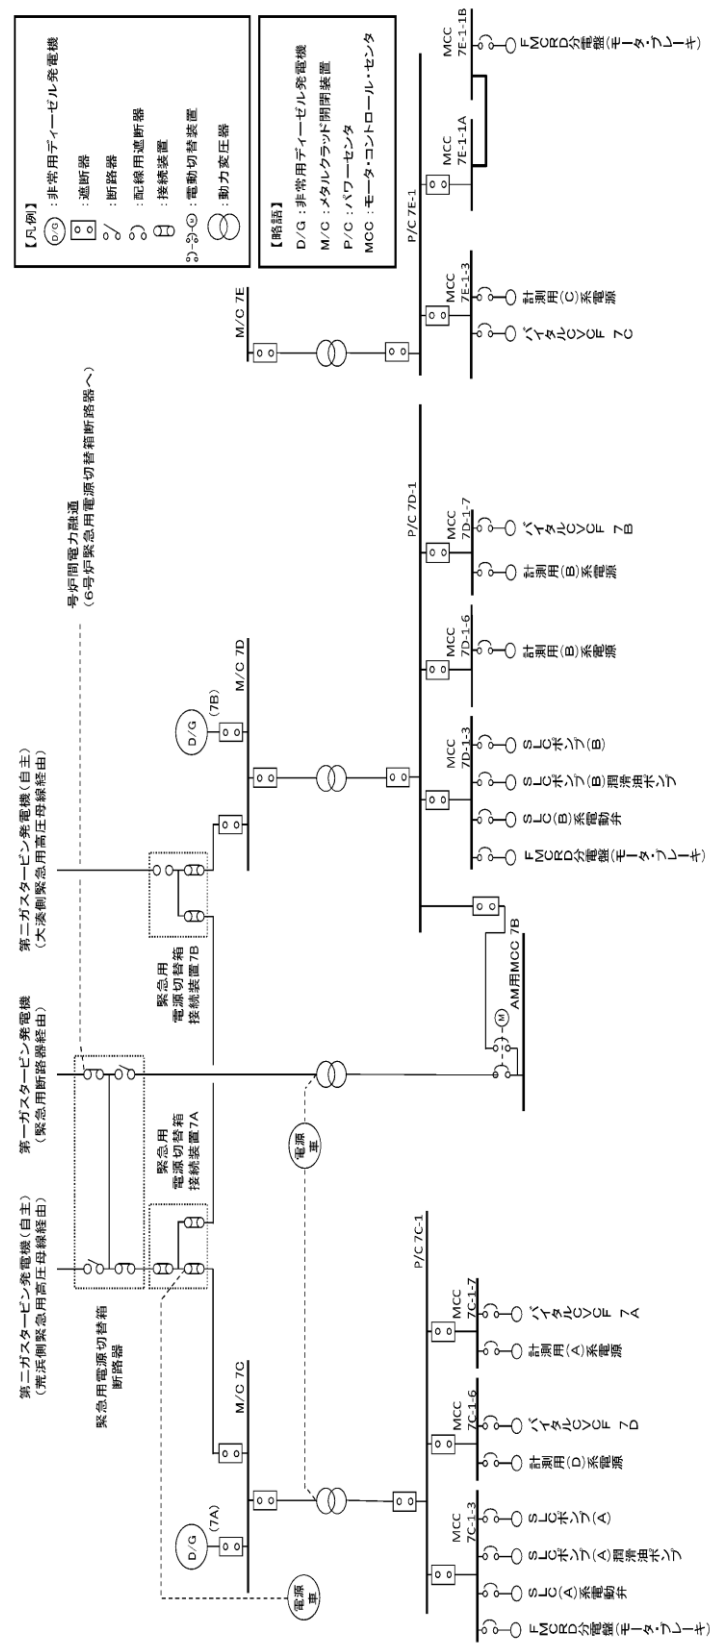 第二ガスタービン発電機(自主)
(荒浜側緊急用高圧母線経由)
第一ガスタービン発電機
(緊急用断路器経由)
第二ガスタービン発電機(自主)
(大湊側緊急用高圧母線経由)
号炉間電力融通
(6号炉緊急用電源切替箱断路器へ)
緊急用電源切替箱
断路器
緊急用
電源切替箱
接続装置7A
緊急用
電源切替箱
接続装置7B
【凡例】
D/G
:非常用ディーゼル発電機
:遮断器
:断路器
:配線用遮断器
:接続装置
M
:電動切替装置
:動力変圧器
【略語】
D/G:非常用ディーゼル発電機
M/C:メタルクラッド開閉装置
P/C:パワーセンタ
MCC:モータ・コントロール・センタ
D/G
(7A)
M/C 7C
D/G
(7B)
M/C 7D
M/C 7E
電源
車
電源
車
P/C 7C-1
P/C 7D-1
P/C 7E-1
MCC
7C-1-3
FMCRD分電盤(モータ・ブレーキ)
SLC(A)系電動弁
SLCポンプ(A)潤滑油ポンプ
SLCポンプ(A)
MCC
7C-1-6
計測用(D)系電源
バイタルCVCF 7D
MCC
7C-1-7
計測用(A)系電源
バイタルCVCF 7A
M
AM用MCC 7B
MCC
7D-1-3
FMCRD分電盤(モータ・ブレーキ)
SLC(B)系電動弁
SLCポンプ(B)潤滑油ポンプ
SLCポンプ(B)
MCC
7D-1-6
計測用(B)系電源
MCC
7D-1-7
計測用(B)系電源
バイタルCVCF 7B
MCC
7E-1-3
バイタルCVCF 7C
計測用(C)系電源
MCC
7E-1-1A
MCC
7E-1-1B
FMCRD分電盤(モータ・ブレーキ)